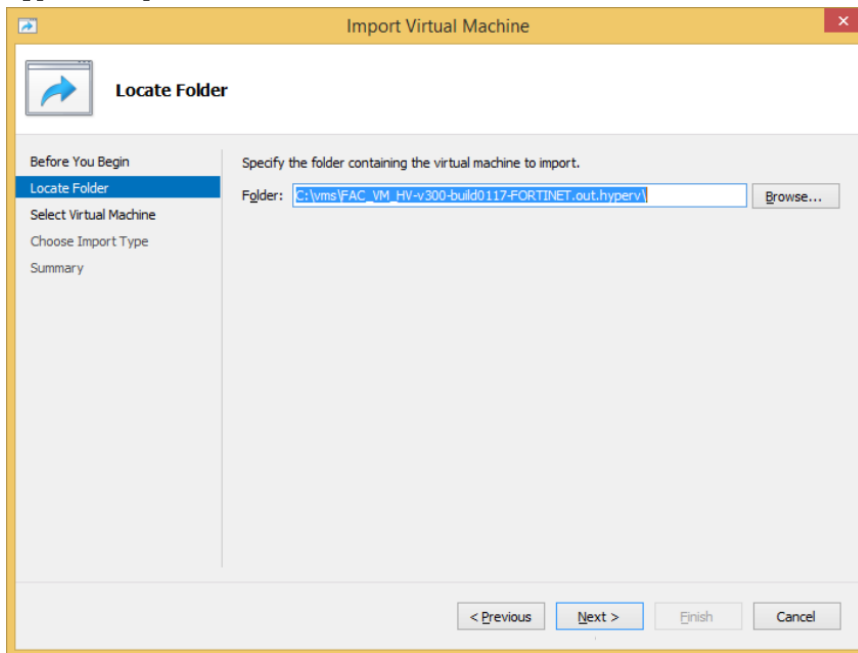 Import Virtual Machine
Locate Folder
Before You Begin
Locate Folder
Select Virtual Machine
Choose Import Type
Summary
Specify the folder containing the virtual machine to import.
Folder: C:\vms\FAC_VM_HV-v300-build0117-FORTINET.out.hyperv\ Browse...
< Previous Next > Finish Cancel